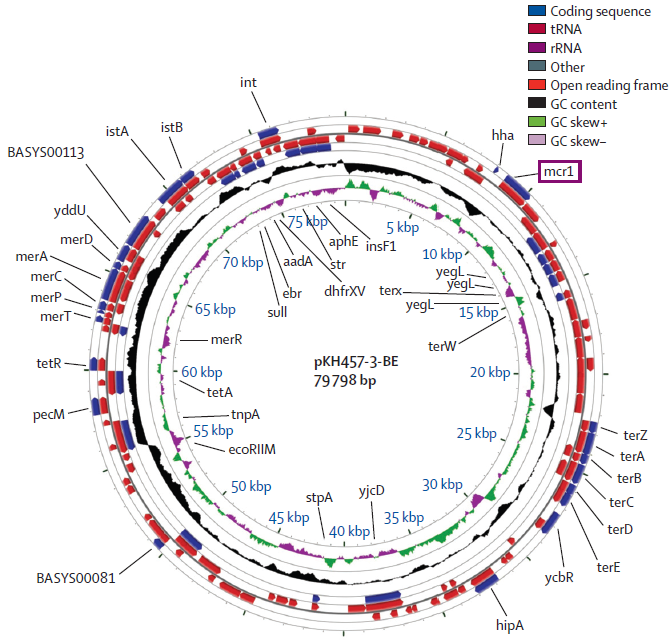 Coding sequence
tRNA
rRNA
Other
Open reading frame
GC content
GC skew+
GC skew–
int
hha
mcr1
istB
istA
BASYS00113
yddU
merD
merA
merC
merP
merT
tetR
pecM
BASYS00081
terZ
terA
terB
terC
terD
terE
ycbR
hipA
75 kbp
5 kbp
10 kbp
15 kbp
20 kbp
25 kbp
30 kbp
35 kbp
40 kbp
45 kbp
50 kbp
55 kbp
60 kbp
65 kbp
70 kbp
aphE
insF1
str
aadA
dhfrXV
ebr
sull
yegL
yegL
terx
yegL
terW
merR
tetA
tnpA
ecoRIIM
stpA
yjcD
pKH457-3-BE
79 798 bp